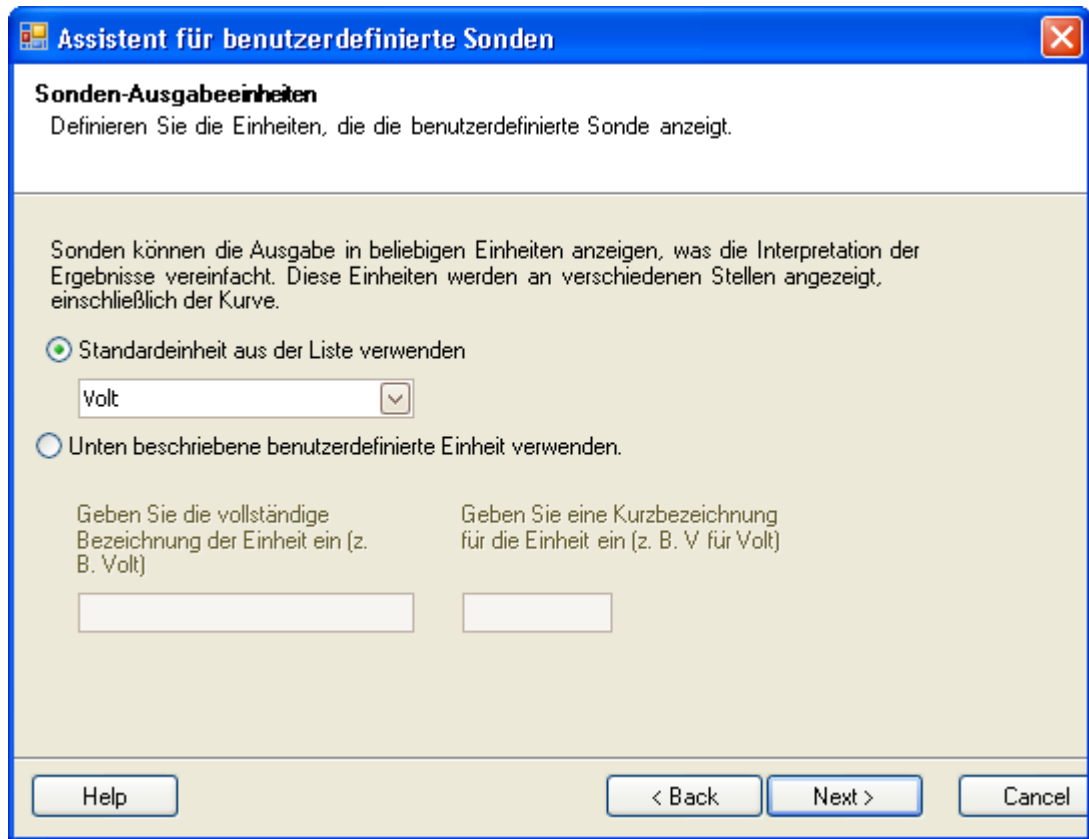 Assistent für benutzerdefinierte Sonden
Sonden-Ausgabeeinheiten
Definieren Sie die Einheiten, die die benutzerdefinierte Sonde anzeigt.
Sonden können die Ausgabe in beliebigen Einheiten anzeigen, was die Interpretation der
Ergebnisse vereinfacht. Diese Einheiten werden an verschiedenen Stellen angezeigt,
einschließlich der Kurve.
Standardeinheit aus der Liste verwenden
Volt
Unten beschriebene benutzerdefinierte Einheit verwenden.
Geben Sie die vollständige
Bezeichnung der Einheit ein (z.
B. Volt)
Geben Sie eine Kurzbezeichnung
für die Einheit ein (z. B. V für Volt)
Help
< Back
Next >
Cancel